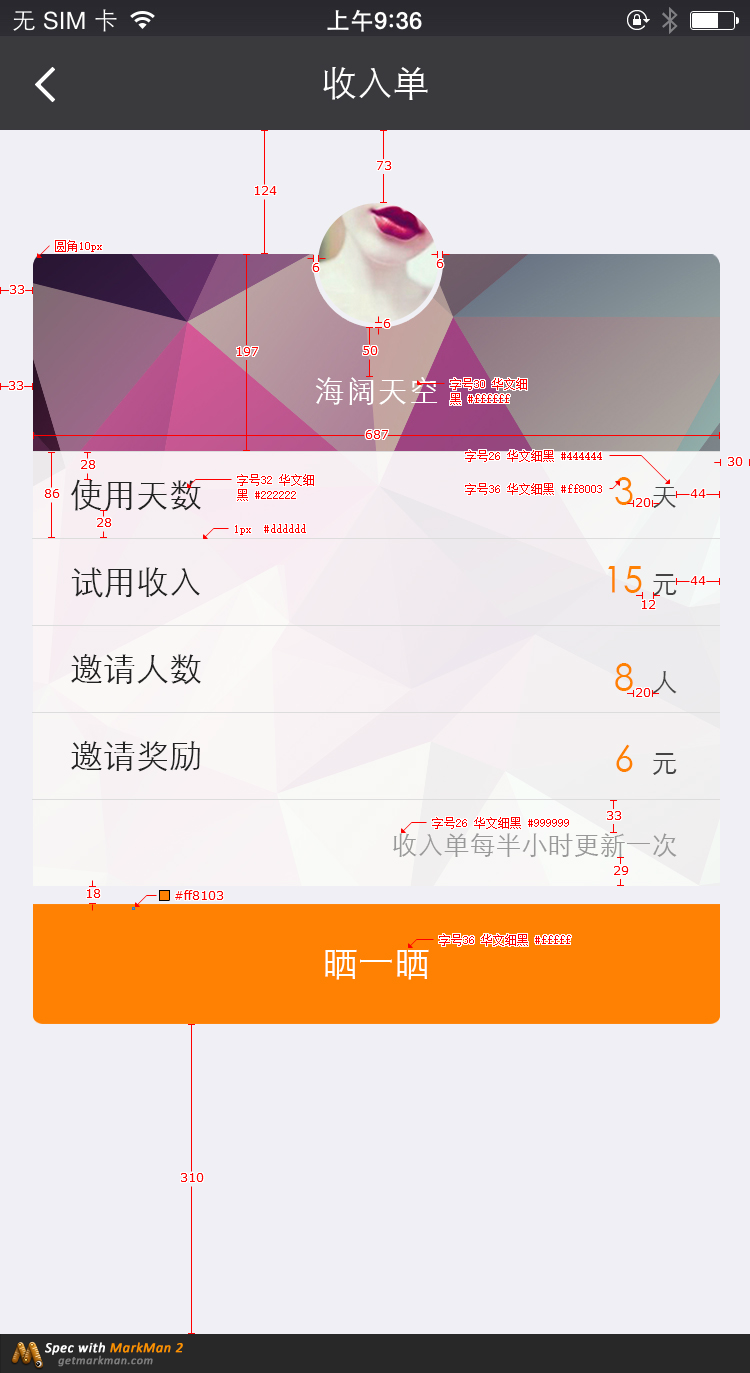 无 SIM 卡 上午9:36
收入单
73
124
圆角10px
6 6
33
6
197
50
33
海阔天空
字号30 华文细
黑 #ffffff
687
字号26 华文细黑 #444444
30
28
86
使用天数
字号32 华文细
黑 #222222
字号36 华文细黑 #ff8003
3 天
20
44
28
1px #dddddd
试用收入
15 元
44
12
邀请人数
8 人
20
邀请奖励
6 元
33
字号26 华文细黑 #999999
收入单每半小时更新一次
29
18
#ff8103
字号36 华文细黑 #fffff
晒一晒
310
Spec with MarkMan 2
getmarkman.com